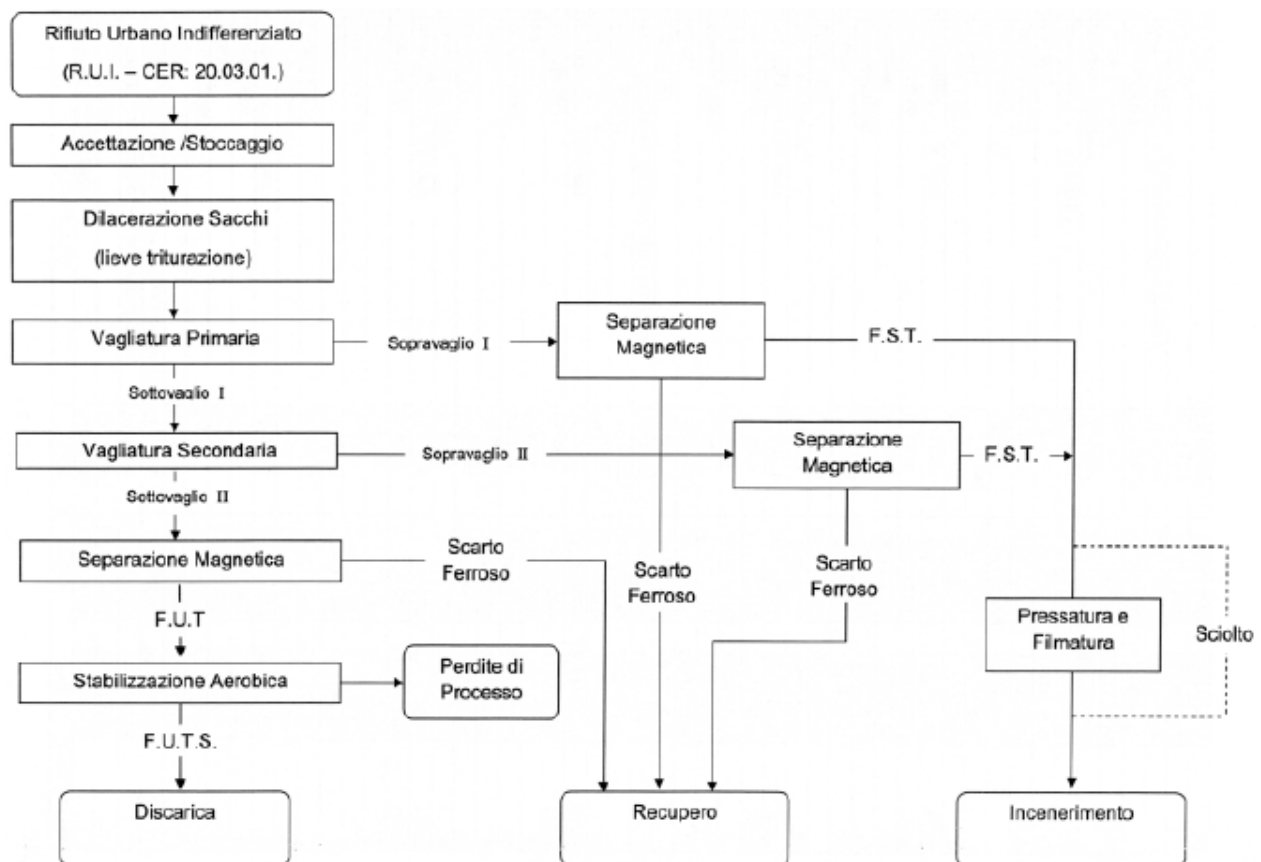 Rifiuto Urbano Indifferenziato
(R.U.I. – CER: 20.03.01.)
Accettazione /Stoccaggio
Dilacerazione Sacchi
(lieve triturazione)
Vagliatura Primaria
Sopravaglio I
Separazione
Magnetica
F.S.T.
Sottovaglio I
Vagliatura Secondaria
Sopravaglio II
Separazione
Magnetica
F.S.T.
Sottovaglio II
Separazione Magnetica
Scarto
Ferroso
Scarto
Ferroso
Scarto
Ferroso
F.U.T
Pressatura e
Filmatura
Sciolto
Stabilizzazione Aerobica
Perdite di
Processo
F.U.T.S.
Discarica
Recupero
Incenerimento